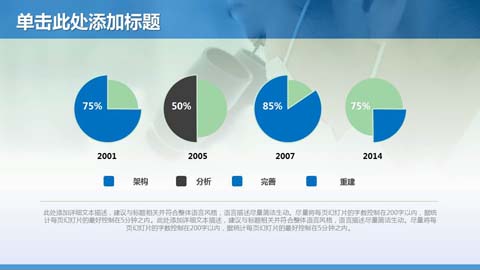 单击此处添加标题
75% 50% 85% 75%
2001 2005 2007 2014
架构 分析 完善 重建
此处添加详细文本描述，建议与标题相关并符合整体语言风格，语言描述尽量简洁生动。尽量将每页幻灯片的字数控制在200字以内，据统
计每页幻灯片的最好控制在5分钟之内。此处添加详细文本描述，建议与标题相关并符合整体语言风格，语言描述尽量简洁生动。尽量将每页幻
灯片的字数控制在200字以内，据统计每页幻灯片的最好控制在5分钟之内。